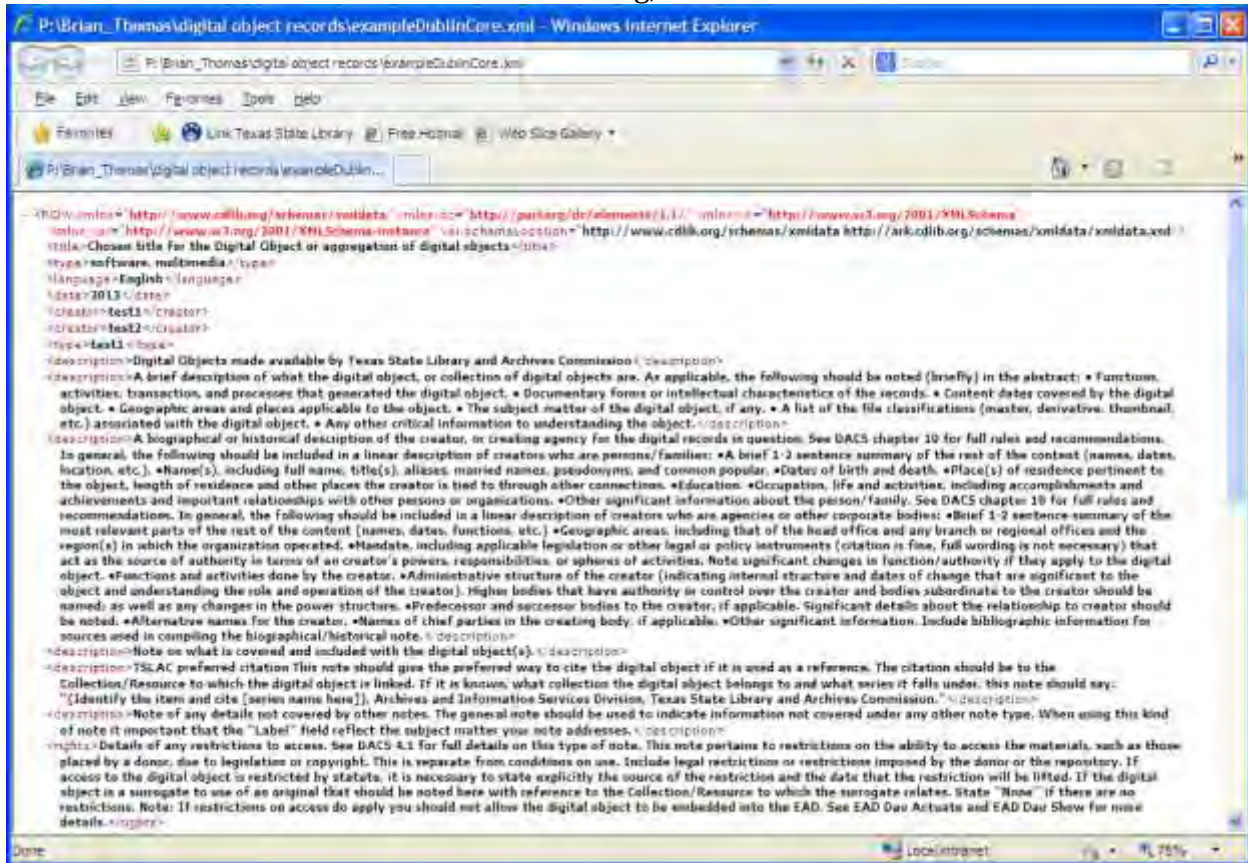 P:\Brian_Thomas\digital object records\exampleDublinCore.xml - Windows Internet Explorer
P:\Brian_Thomas\digital object records\exampleDublinCore.xml
File Edit View Favorites Tools Help
Favorites Link Texas State Library Free Hotmail Web Slice Gallery
P:\Brian_Thomas\digital object records\exampleDublin...
- <ROW xmlns="http://www.cdlib.org/schemas/xmldata" xmlns:dc="http://purl.org/dc/elements/1.1/" xmlns:x="http://www.w3.org/2001/XMLSchema"
xmlns:xsi="http://www.w3.org/2001/XMLSchema-instance" xsi:schemaLocation="http://www.cdlib.org/schemas/xmldata http://ark.cdlib.org/schemas/xmldata/xmldata.xsd">
<title>Chosen title for the Digital Object or aggregation of digital objects</title>
<type>software, multimedia</type>
<language>English</language>
<date>2013</date>
<creator>test1</creator>
<creator>test2</creator>
<type>test1</type>
<description>Digital Objects made available by Texas State Library and Archives Commission</description>
<description>A brief description of what the digital object, or collection of digital objects are. As applicable, the following should be noted (briefly) in the abstract: • Functions,
activities, transaction, and processes that generated the digital object. • Documentary forms or intellectual characteristics of the records. • Content dates covered by the digital
object. • Geographic areas and places applicable to the object. • The subject matter of the digital object, if any. • A list of the file classifications (master, derivative, thumbnail,
etc.) associated with the digital object. • Any other critical information to understanding the object.</description>
<description>A biographical or historical description of the creator, or creating agency for the digital records in question. See DACS chapter 10 for full rules and recommendations.
In general, the following should be included in a linear description of creators who are persons/families: •A brief 1-2 sentence summary of the rest of the content (names, dates,
location, etc.). •Name(s), including full name, title(s), aliases, married names, pseudonyms, and common popular. •Dates of birth and death. •Place(s) of residence pertinent to
the object, length of residence and other places the creator is tied to through other connections. •Education. •Occupation, life and activities, including accomplishments and
achievements and important relationships with other persons or organizations. •Other significant information about the person/family. See DACS chapter 10 for full rules and
recommendations. In general, the following should be included in a linear description of creators who are agencies or other corporate bodies: •Brief 1-2 sentence summary of the
most relevant parts of the rest of the content (names, dates, functions, etc.) •Geographic areas, including that of the head office and any branch or regional offices and the
region(s) in which the organization operated. •Mandate, including applicable legislation or other legal or policy instruments (citation is fine, full wording is not necessary) that
act as the source of authority in terms of an creator's powers, responsibilities, or spheres of activities. Note significant changes in function/authority if they apply to the digital
object. •Functions and activities done by the creator. •Administrative structure of the creator (indicating internal structure and dates of change that are significant to the
object and understanding the role and operation of the creator). Higher bodies that have authority or control over the creator and bodies subordinate to the creator should be
named; as well as any changes in the power structure. •Predecessor and successor bodies to the creator, if applicable. Significant details about the relationship to creator should
be noted. •Alternative names for the creator. •Names of chief parties in the creating body, if applicable. •Other significant information. Include bibliographic information for
sources used in compiling the biographical/historical note.</description>
<description>Note on what is covered and included with the digital object(s).</description>
<description>TSLAC preferred citation This note should give the preferred way to cite the digital object if it is used as a reference. The citation should be to the
Collection/Resource to which the digital object is linked. If it is known, what collection the digital object belongs to and what series it falls under, this note should say:
"(Identify the item and cite [series name here]), Archives and Information Services Division, Texas State Library and Archives Commission."</description>
<description>Note of any details not covered by other notes. The general note should be used to indicate information not covered under any other note type. When using this kind
of note it important that the "Label" field reflect the subject matter your note addresses.</description>
<rights>Details of any restrictions to access. See DACS 4.1 for full details on this type of note. This note pertains to restrictions on the ability to access the materials, such as those
placed by a donor, due to legislation or copyright. This is separate from conditions on use. Include legal restrictions or restrictions imposed by the donor or the repository. If
access to the digital object is restricted by statute, it is necessary to state explicitly the source of the restriction and the date that the restriction will be lifted. If the digital
object is a surrogate to use of an original that should be noted here with reference to the Collection/Resource to which the surrogate relates. State "None" if there are no
restrictions. Note: If restrictions on access do apply you should not allow the digital object to be embedded into the EAD. See EAD Dao Actuate and EAD Dao Show for more
details.</rights>
Done Local intranet 75%